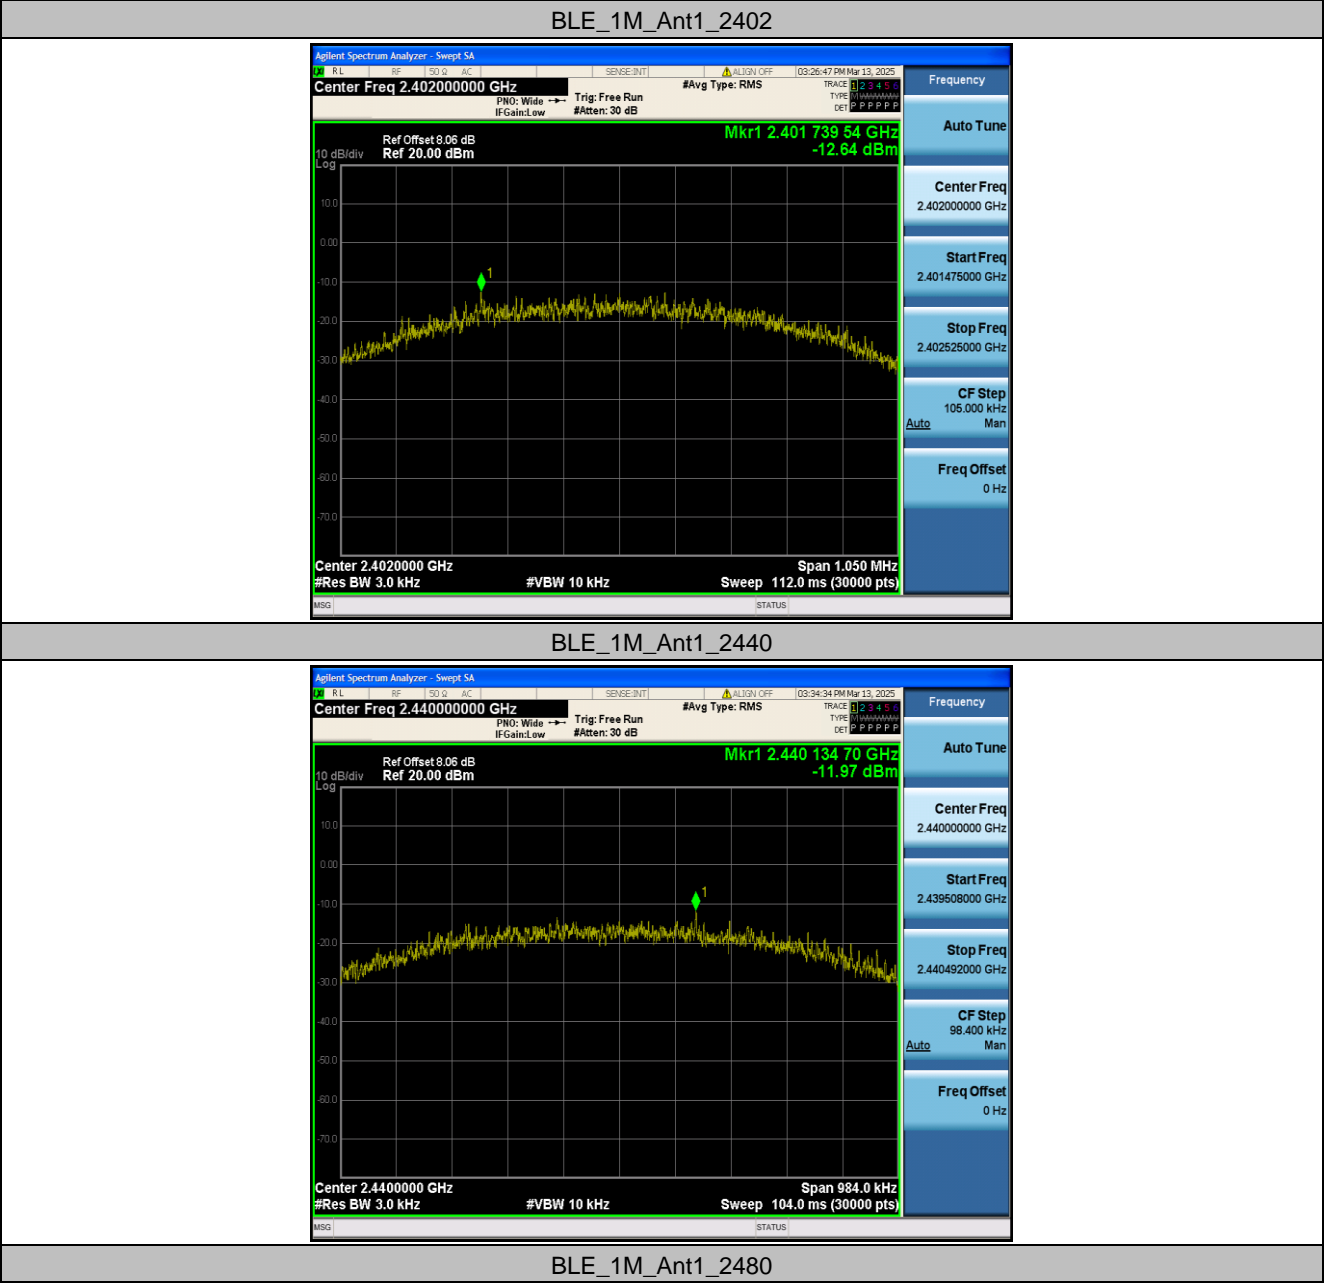 BLE_1M_Ant1_2402
Agilent Spectrum Analyzer - Swept SA
LXI RL RF 50 Ω AC SENSE:INT ALIGN OFF 03:26:47 PM Mar 13, 2025
Center Freq 2.402000000 GHz
#Avg Type: RMS
TRACE 1 2 3 4 5 6
PNO: Wide Trig: Free Run
TYPE M W W W W W
IFGain:Low #Atten: 30 dB
DET P P P P P P
Mkr1 2.401 739 54 GHz
-12.64 dBm
Ref Offset 8.06 dB
10 dB/div Ref 20.00 dBm
Log
10.0
0.00
1
-10.0
-20.0
-30.0
-40.0
-50.0
-60.0
-70.0
Center 2.4020000 GHz Span 1.050 MHz
#Res BW 3.0 kHz #VBW 10 kHz Sweep 112.0 ms (30000 pts)
MSG STATUS
Frequency
Auto Tune
Center Freq
2.402000000 GHz
Start Freq
2.401475000 GHz
Stop Freq
2.402525000 GHz
CF Step
105.000 kHz
Auto Man
Freq Offset
0 Hz
BLE_1M_Ant1_2440
Agilent Spectrum Analyzer - Swept SA
LXI RL RF 50 Ω AC SENSE:INT ALIGN OFF 03:34:34 PM Mar 13, 2025
Center Freq 2.440000000 GHz
#Avg Type: RMS
TRACE 1 2 3 4 5 6
PNO: Wide Trig: Free Run
TYPE M W W W W W
IFGain:Low #Atten: 30 dB
DET P P P P P P
Mkr1 2.440 134 70 GHz
-11.97 dBm
Ref Offset 8.06 dB
10 dB/div Ref 20.00 dBm
Log
10.0
0.00
1
-10.0
-20.0
-30.0
-40.0
-50.0
-60.0
-70.0
Center 2.4400000 GHz Span 984.0 kHz
#Res BW 3.0 kHz #VBW 10 kHz Sweep 104.0 ms (30000 pts)
MSG STATUS
Frequency
Auto Tune
Center Freq
2.440000000 GHz
Start Freq
2.439508000 GHz
Stop Freq
2.440492000 GHz
CF Step
98.400 kHz
Auto Man
Freq Offset
0 Hz
BLE_1M_Ant1_2480